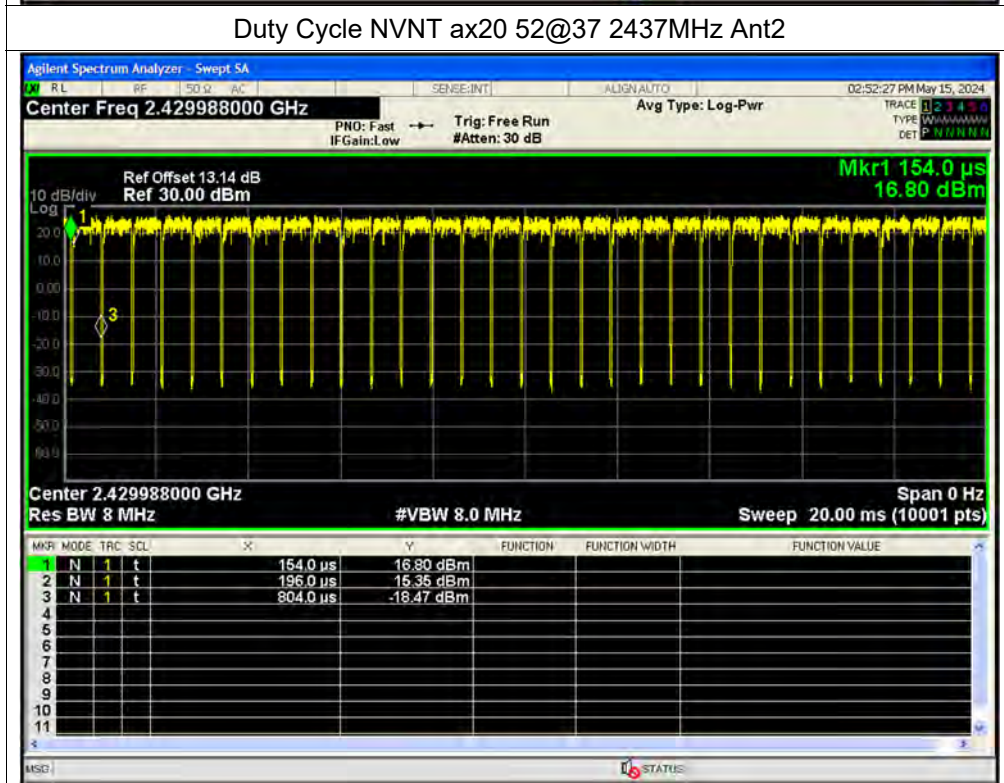 Duty Cycle NVNT ax20 52@37 2437MHz Ant2
Agilent Spectrum Analyzer - Swept SA
RL RF 50 Ω AC SENSE:INT ALIGN AUTO 02:52:27 PM May 15, 2024
Center Freq 2.429988000 GHz Avg Type: Log-Pwr TRACE 1 2 3 4 5 6
PNO: Fast Trig: Free Run TYPE
IFGain:Low #Atten: 30 dB DET P N N N N N
Mkr1 154.0 µs
Ref Offset 13.14 dB
16.80 dBm
10 dB/div Ref 30.00 dBm
Log
1
20.0
10.0
0.00
-10.0
3
-20.0
-30.0
-40.0
-50.0
Center 2.429988000 GHz Span 0 Hz
Res BW 8 MHz #VBW 8.0 MHz Sweep 20.00 ms (10001 pts)
MKR MODE TRC SCL X Y FUNCTION FUNCTION WIDTH FUNCTION VALUE
1 N 1 t 154.0 µs 16.80 dBm
2 N 1 t 196.0 µs 15.35 dBm
3 N 1 t 804.0 µs -18.47 dBm
4
5
6
7
8
9
10
11
MSG STATUS